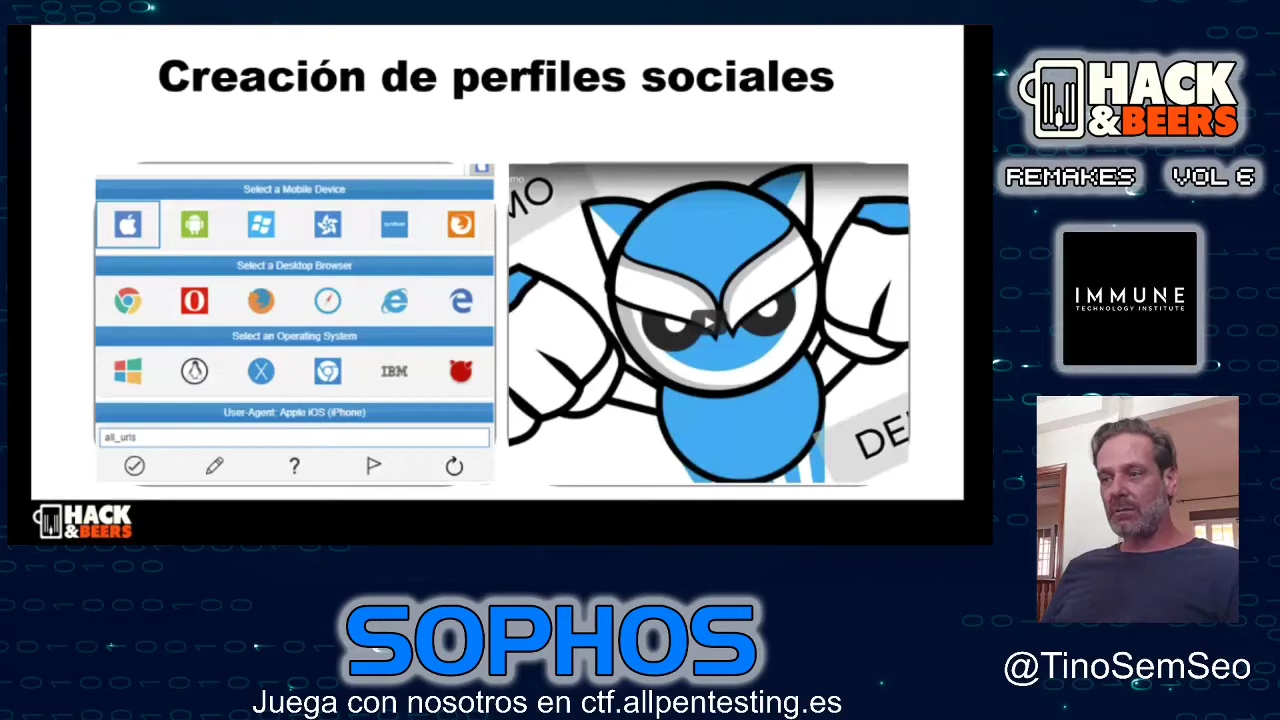 Creación de perfiles sociales
Select a Mobile Device
Select a Desktop Browser
Select an Operating System
IBM
User-Agent: Apple iOS (iPhone)
all_urls
?
MO
DE
HACK
&BEERS
HACK
&BEERS
REMAKES VOL 6
IMMUNE
TECHNOLOGY INSTITUTE
SOPHOS
@TinoSemSeo
Juega con nosotros en ctf.allpentesting.es